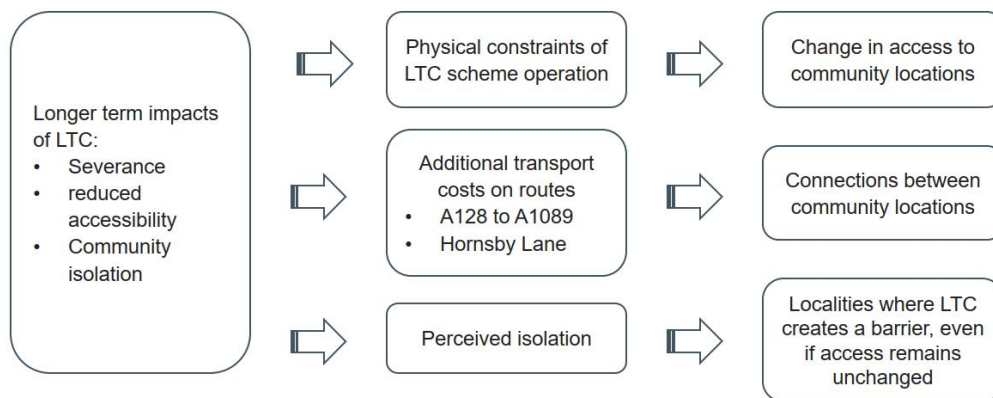 Longer term impacts
of LTC:
• Severance
• reduced
accessibility
• Community
isolation
Physical constraints of
LTC scheme operation
Change in access to
community locations
Additional transport
costs on routes
• A128 to A1089
• Hornsby Lane
Connections between
community locations
Perceived isolation
Localities where LTC
creates a barrier, even
if access remains
unchanged